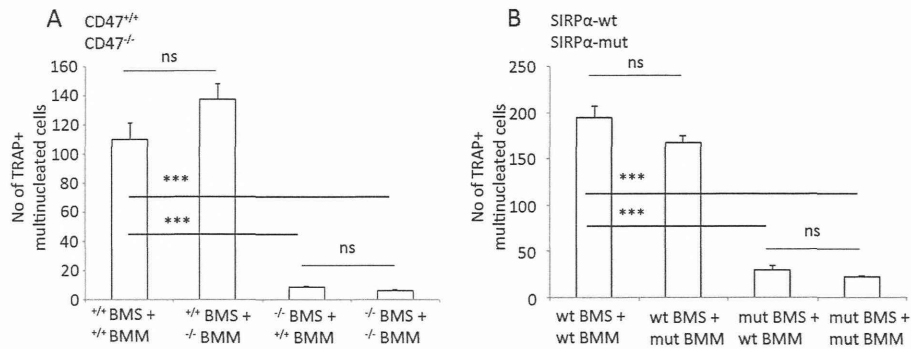 A
CD47+/+
CD47-/-
No of TRAP+
multinucleated cells
160
140
120
100
80
60
40
20
0
ns
***
***
ns
+/+ BMS +
+/+ BMM
+/+ BMS +
-/- BMM
-/- BMS +
+/+ BMM
-/- BMS +
-/- BMM
B
SIRPα-wt
SIRPα-mut
No of TRAP+
multinucleated cells
250
200
150
100
50
0
ns
***
***
ns
wt BMS +
wt BMM
wt BMS +
mut BMM
mut BMS +
wt BMM
mut BMS +
mut BMM